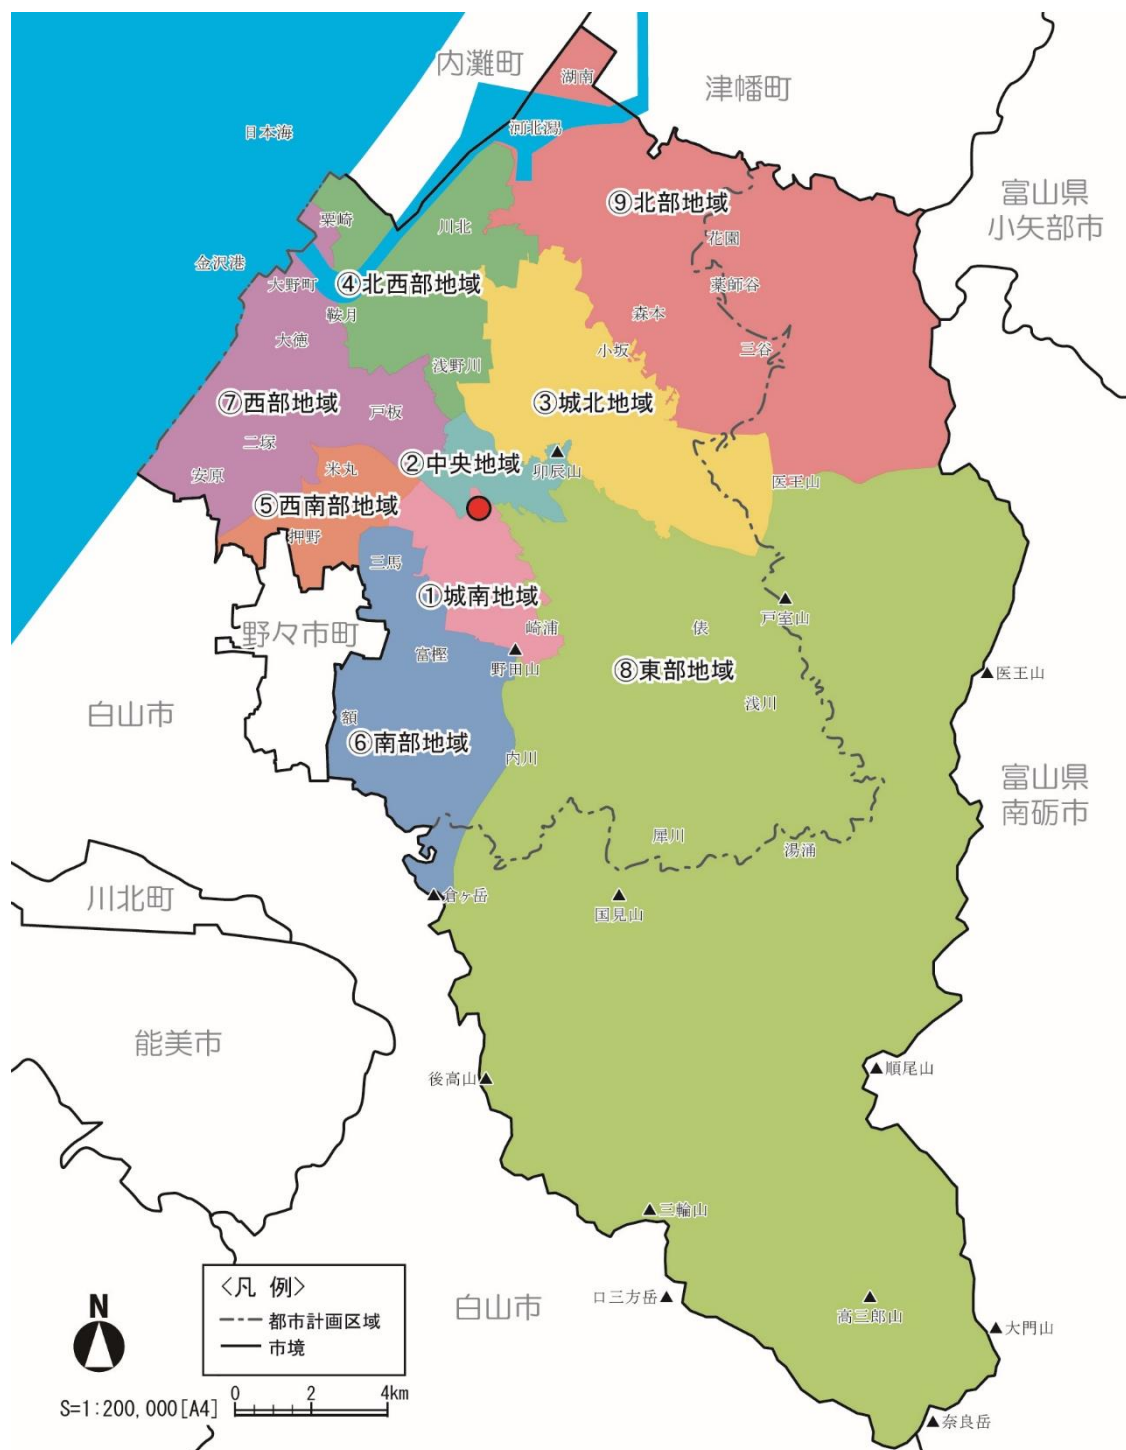 内灘町
湖南
津幡町
日本海
河北潟
富山県
小矢部市
⑨北部地域
粟崎
川北
花園
金沢港
大野町
④北西部地域
薬師谷
鞍月
森本
大徳
小坂
三谷
浅野川
⑦西部地域
戸板
③城北地域
二塚
②中央地域
卯辰山
安原
米丸
医王山
⑤西南部地域
押野
三馬
①城南地域
戸室山
野々市町
崎浦
俵
富樫
野田山
⑧東部地域
医王山
白山市
浅川
額
⑥南部地域
内川
富山県
南砺市
犀川
湯涌
川北町
倉ヶ岳
国見山
能美市
後高山
順尾山
三輪山
<凡 例>
都市計画区域
市境
白山市
口三方岳
高三郎山
大門山
N
S=1:200,000[A4]
0 2 4km
奈良岳